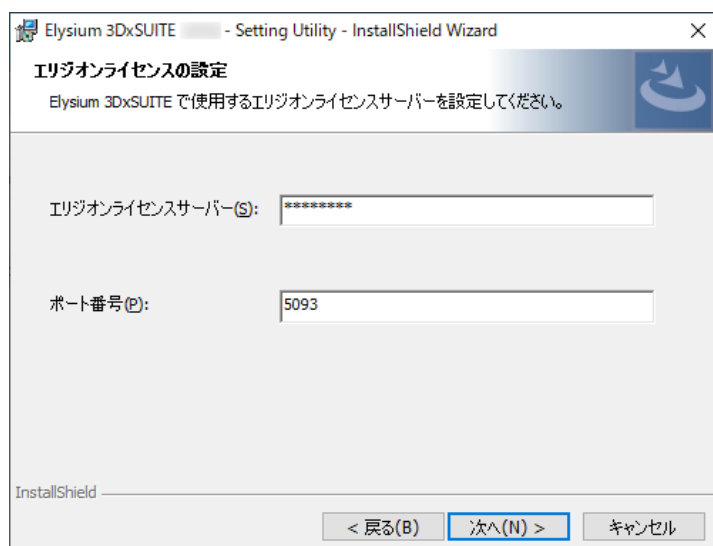 Elysium 3DxSUITE - Setting Utility - InstallShield Wizard
エリジオンライセンスの設定
Elysium 3DxSUITE で使用するエリジオンライセンスサーバーを設定してください。
エリジオンライセンスサーバー(S): ********
ポート番号(P): 5093
InstallShield
< 戻る(B) 次へ(N) > キャンセル